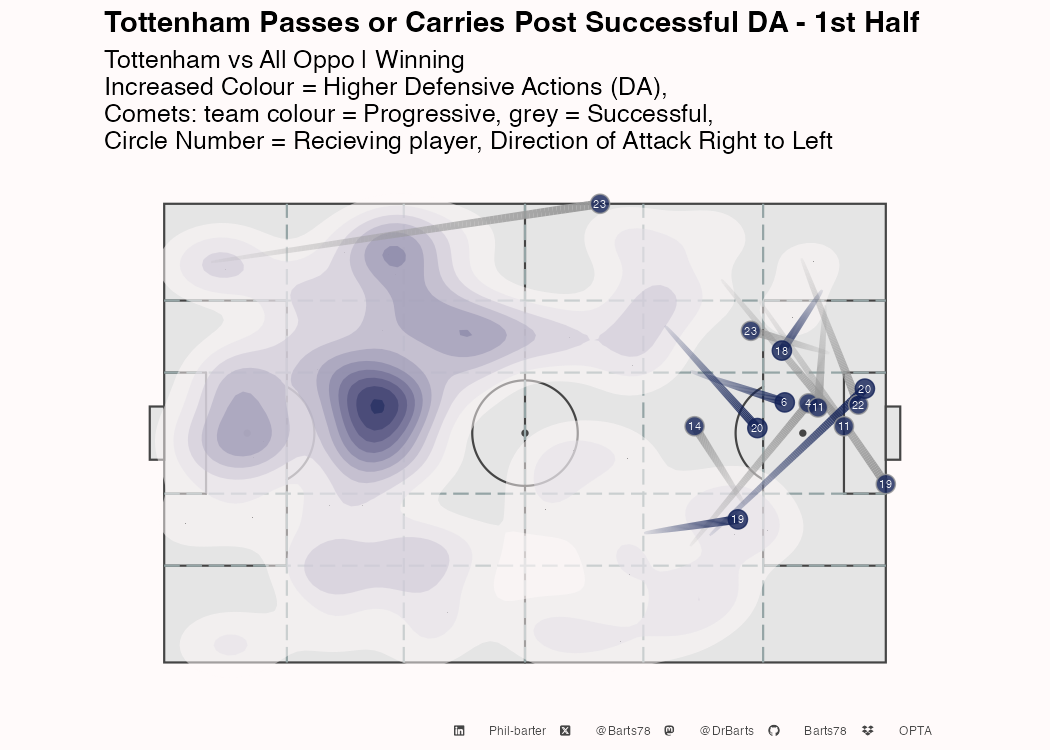 Tottenham Passes or Carries Post Successful DA - 1st Half
Tottenham vs All Oppo | Winning
Increased Colour = Higher Defensive Actions (DA),
Comets: team colour = Progressive, grey = Successful,
Circle Number = Recieving player, Direction of Attack Right to Left
23
23
18
20
6
4
11
22
14
20
11
19
19
Phil-barter @Barts78 @DrBarts Barts78 OPTA